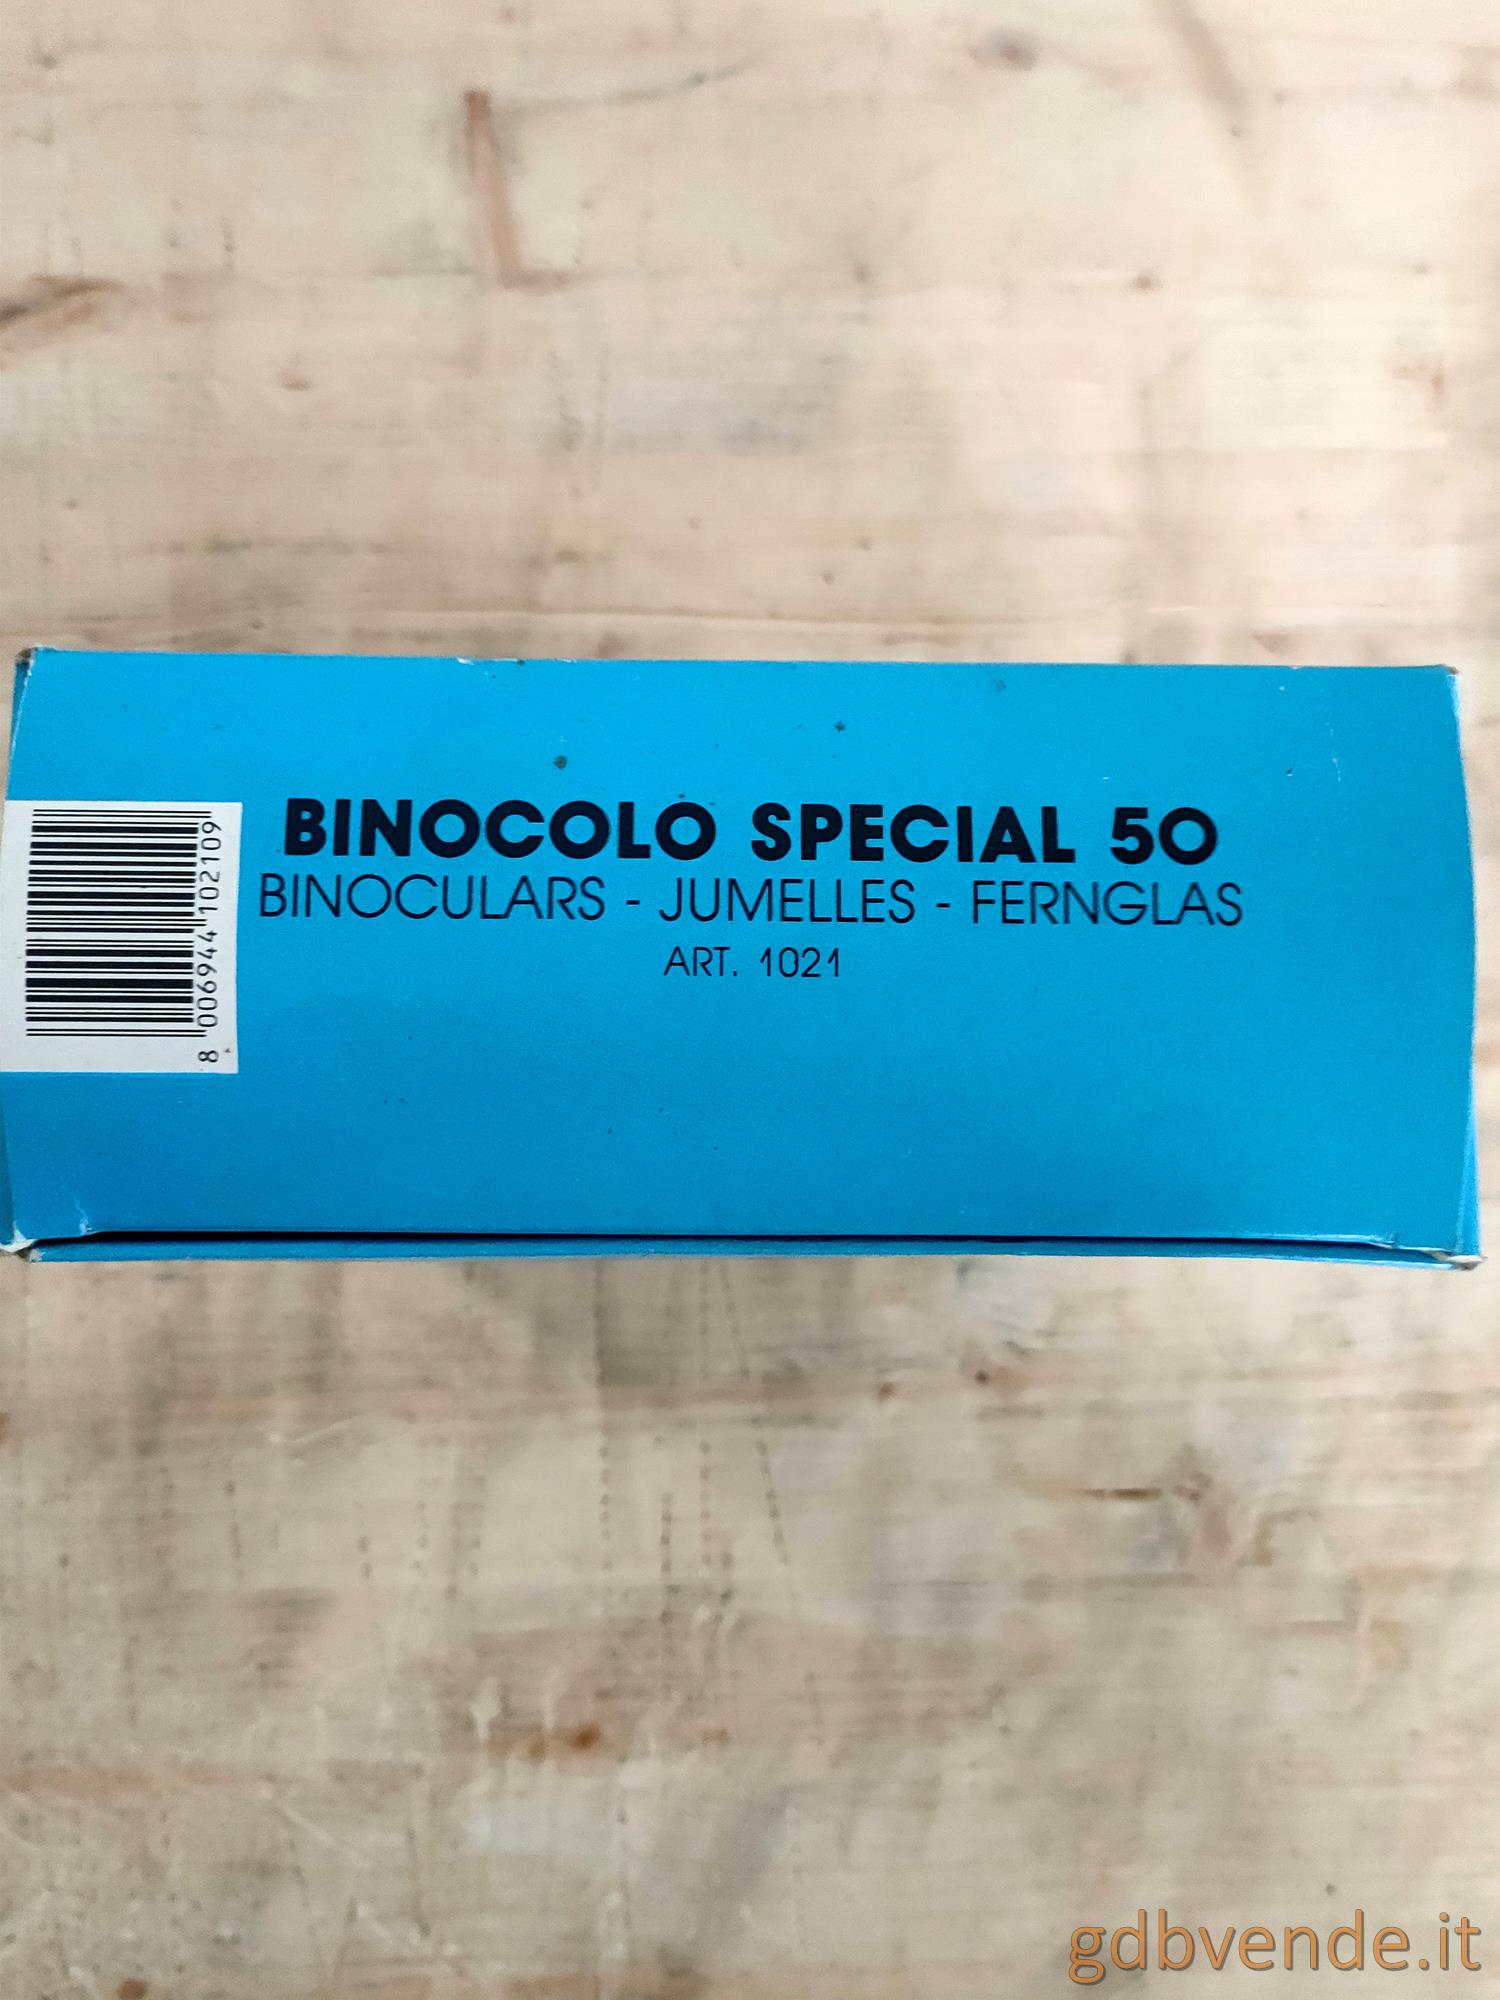 BINOCOLO SPECIAL 50
BINOCULARS - JUMELLES - FERNGLAS
ART. 1021
8 006944 102109
gdbvende.it